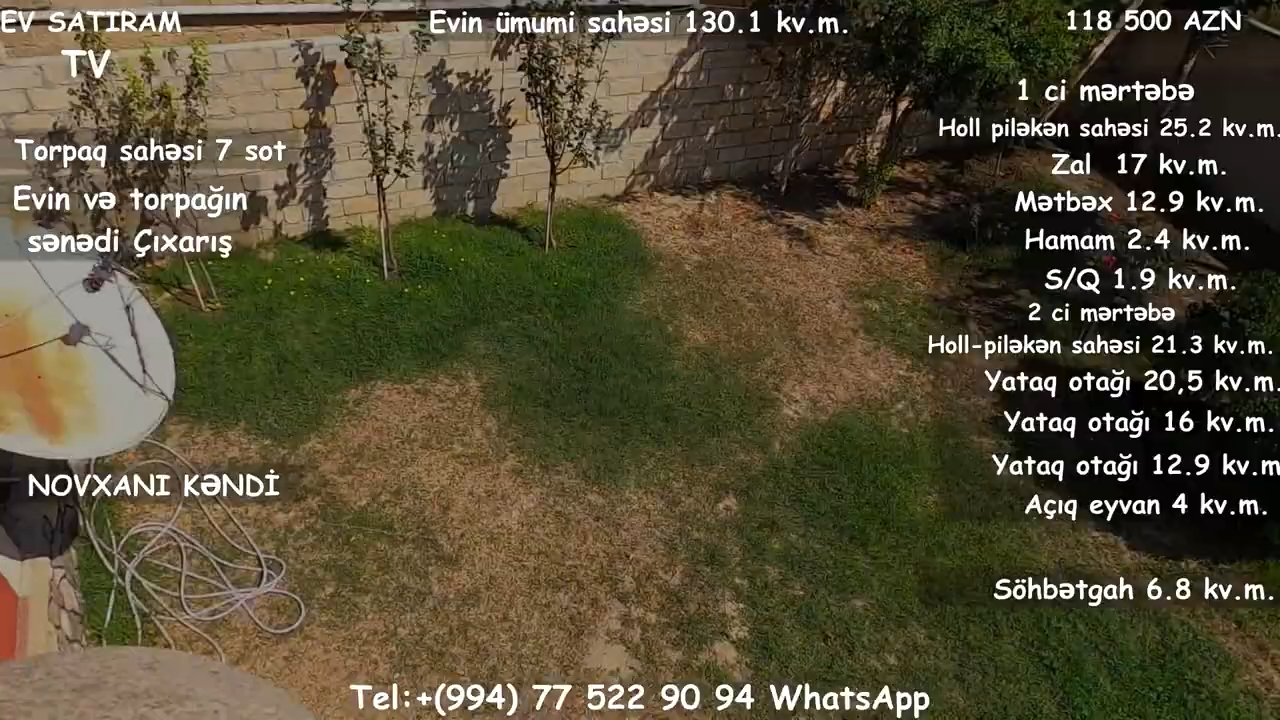 EV SATIRAM
TV
Evin ümumi sahəsi 130.1 kv.m.
118 500 AZN
Torpaq sahəsi 7 sot
Evin və torpağın
sənədi Çıxarış
NOVXANI KƏNDİ
1 ci mərtəbə
Holl piləkən sahəsi 25.2 kv.m.
Zal 17 kv.m.
Mətbəx 12.9 kv.m.
Hamam 2.4 kv.m.
S/Q 1.9 kv.m.
2 ci mərtəbə
Holl-piləkən sahəsi 21.3 kv.m.
Yataq otağı 20,5 kv.m.
Yataq otağı 16 kv.m.
Yataq otağı 12.9 kv.m
Açıq eyvan 4 kv.m.
Söhbətgah 6.8 kv.m.
Tel:+(994) 77 522 90 94 WhatsApp